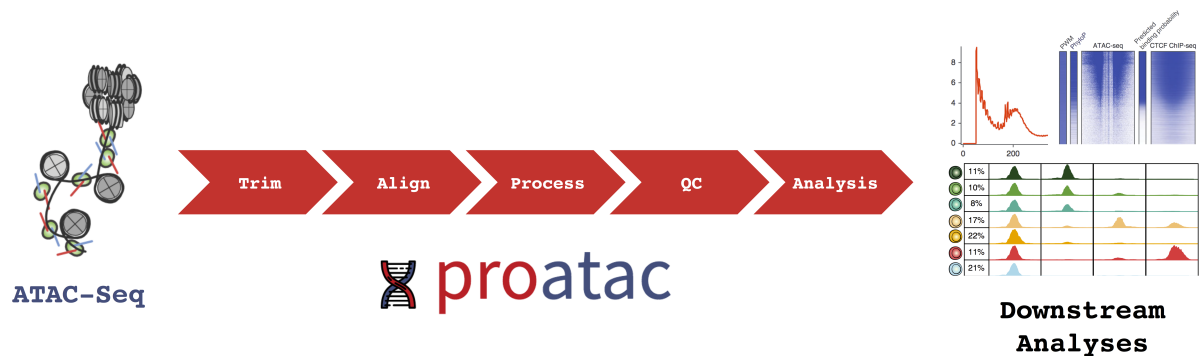 ATAC-Seq
Trim
Align
Process
QC
Analysis
proatac
8
6
4
2
0
0
200
PWM
PhyloP
ATAC-seq
Predicted
binding probability
CTCF ChIP-seq
11%
10%
8%
17%
22%
11%
21%
Downstream
Analyses